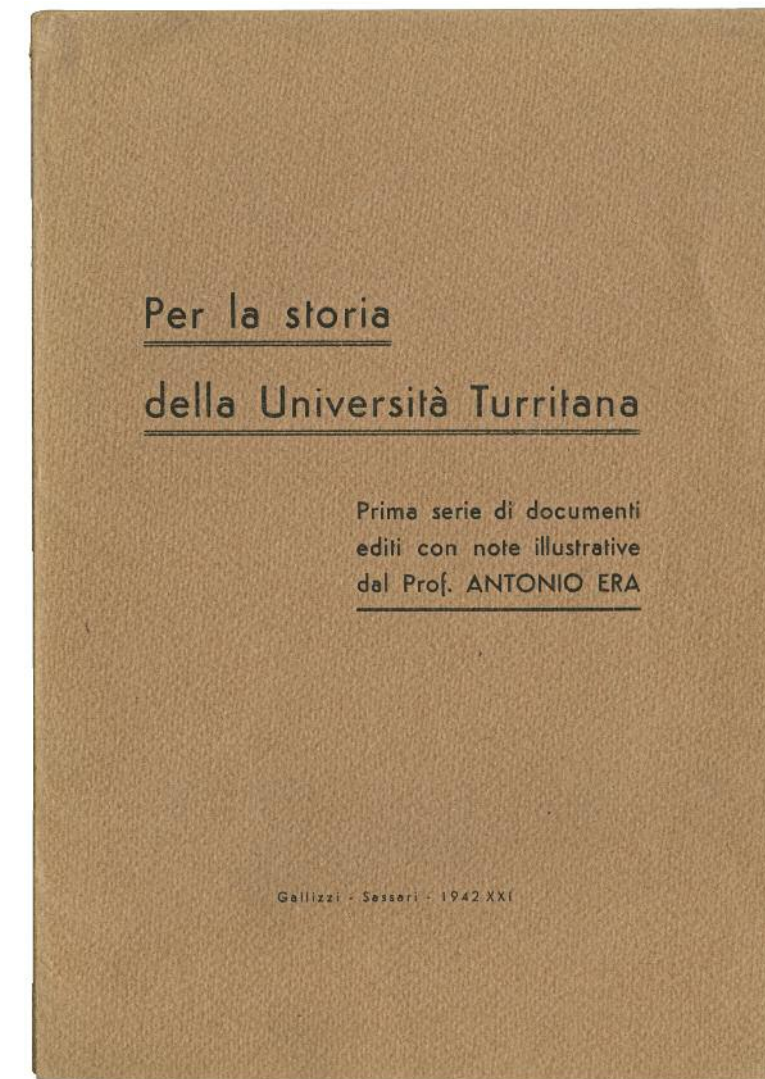 Per la storia
della Università Turritana
Prima serie di documenti
editi con note illustrative
dal Prof. ANTONIO ERA
Gallizzi - Sassari - 1942 XXI